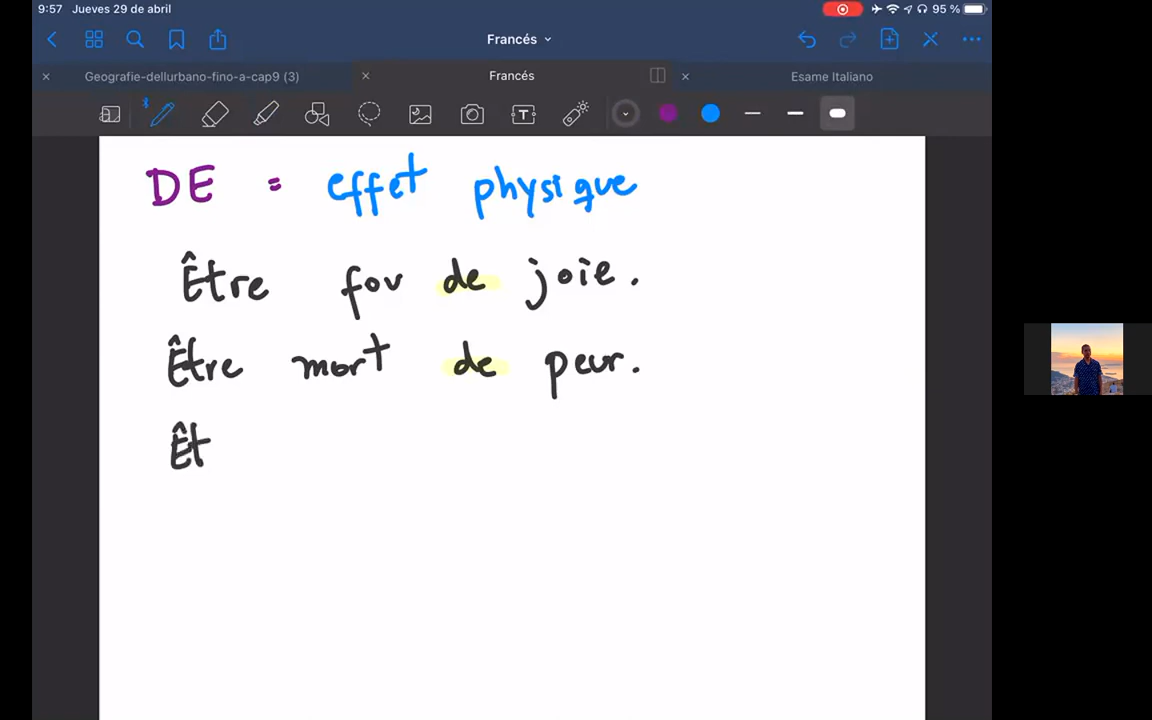 9:57 Jueves 29 de abril 95 %
Francés
Geografie-dellurbano-fino-a-cap9 (3) Francés Esame Italiano
DE = effet physique
Être fou de joie.
Être mort de peur.
Êt